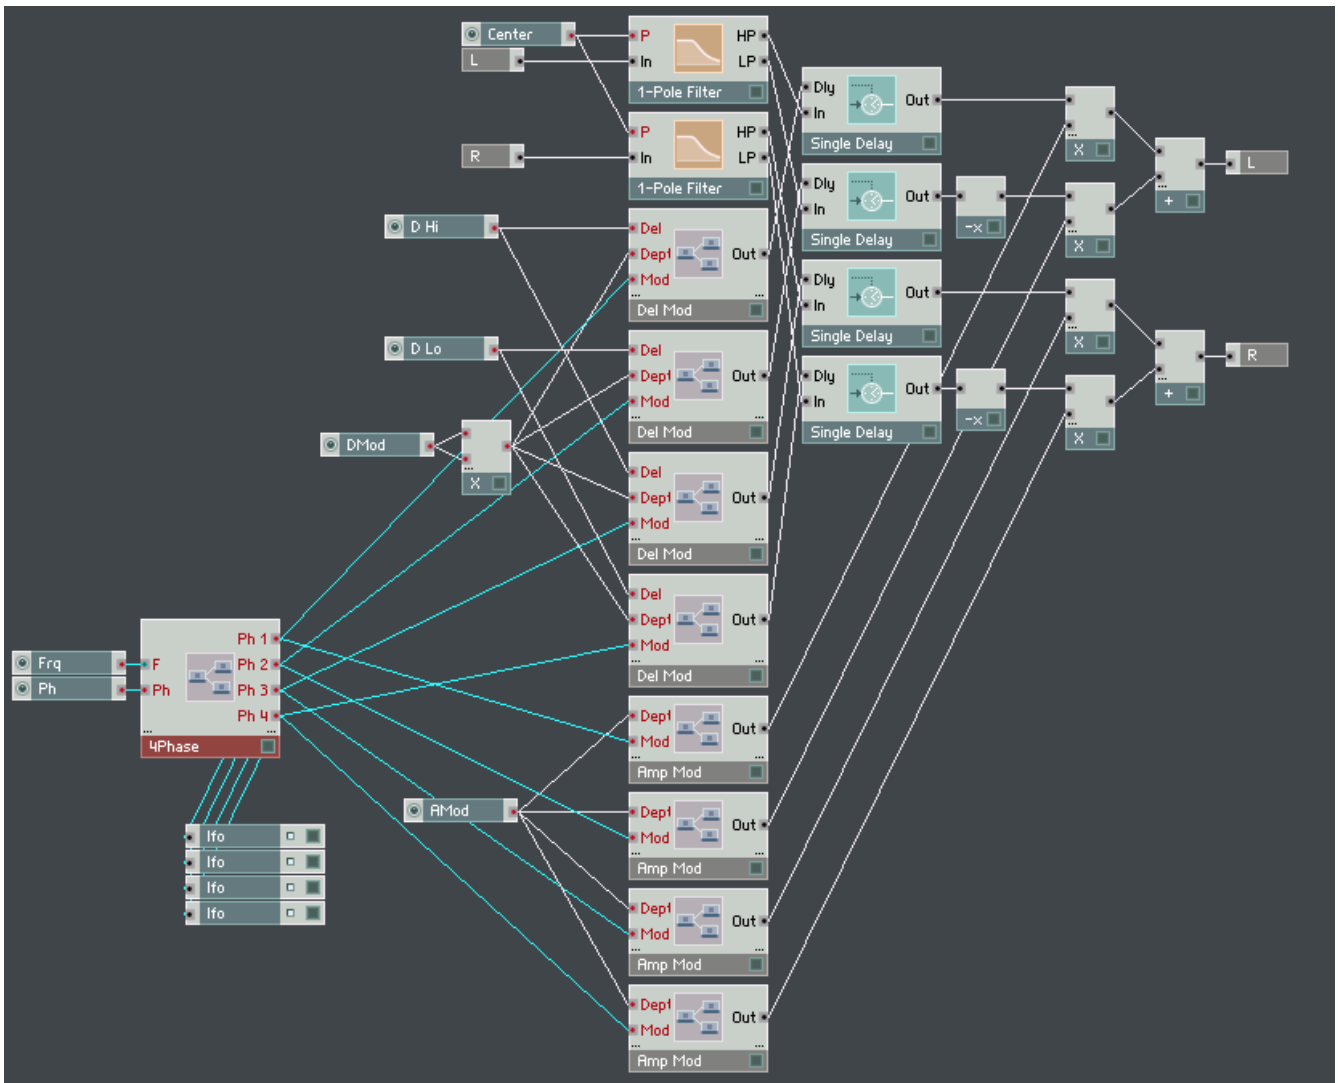 Center
L
P HP
In LP
1-Pole Filter
R
P HP
In LP
1-Pole Filter
Dly Out
In
Single Delay
X
L
+
Dly Out
In
Single Delay
-X
X
D Hi
Del
Dept Out
Mod
...
Del Mod
Dly Out
In
Single Delay
X
R
+
D Lo
Del
Dept Out
Mod
...
Del Mod
Dly Out
In
Single Delay
-X
X
DMod
X
Del
Dept Out
Mod
...
Del Mod
Del
Dept Out
Mod
...
Del Mod
Frq
Ph
Ph 1
F Ph 2
Ph Ph 3
Ph 4
...
4Phase
lfo
lfo
lfo
lfo
AMod
Dept Out
Mod
...
Amp Mod
Dept Out
Mod
...
Amp Mod
Dept Out
Mod
...
Amp Mod
Dept Out
Mod
...
Amp Mod